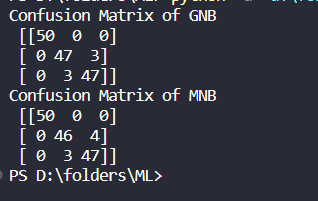 Confusion Matrix of GNB
[[50 0 0]
[ 0 47 3]
[ 0 3 47]]
Confusion Matrix of MNB
[[50 0 0]
[ 0 46 4]
[ 0 3 47]]
PS D:\folders\ML>